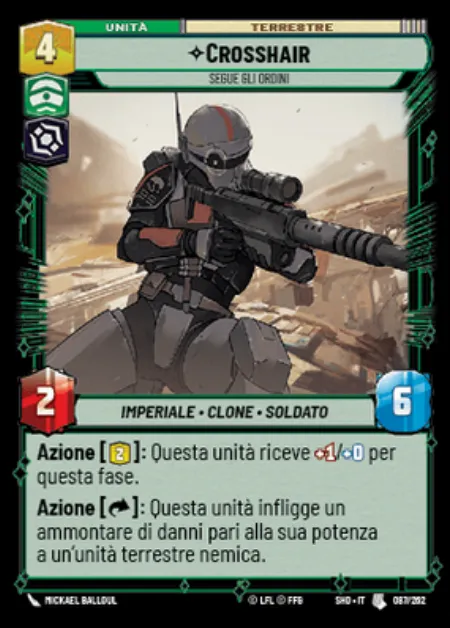 UNITÀ
TERRESTRE
4
CROSSHAIR
SEGUE GLI ORDINI
2
6
IMPERIALE • CLONE • SOLDATO
Azione [2]: Questa unità riceve +1/+0 per
questa fase.
Azione [ ]: Questa unità infligge un
ammontare di danni pari alla sua potenza
a un'unità terrestre nemica.
MICKAEL BALLOUL
© LFL © FFG
SHD • IT
087/262